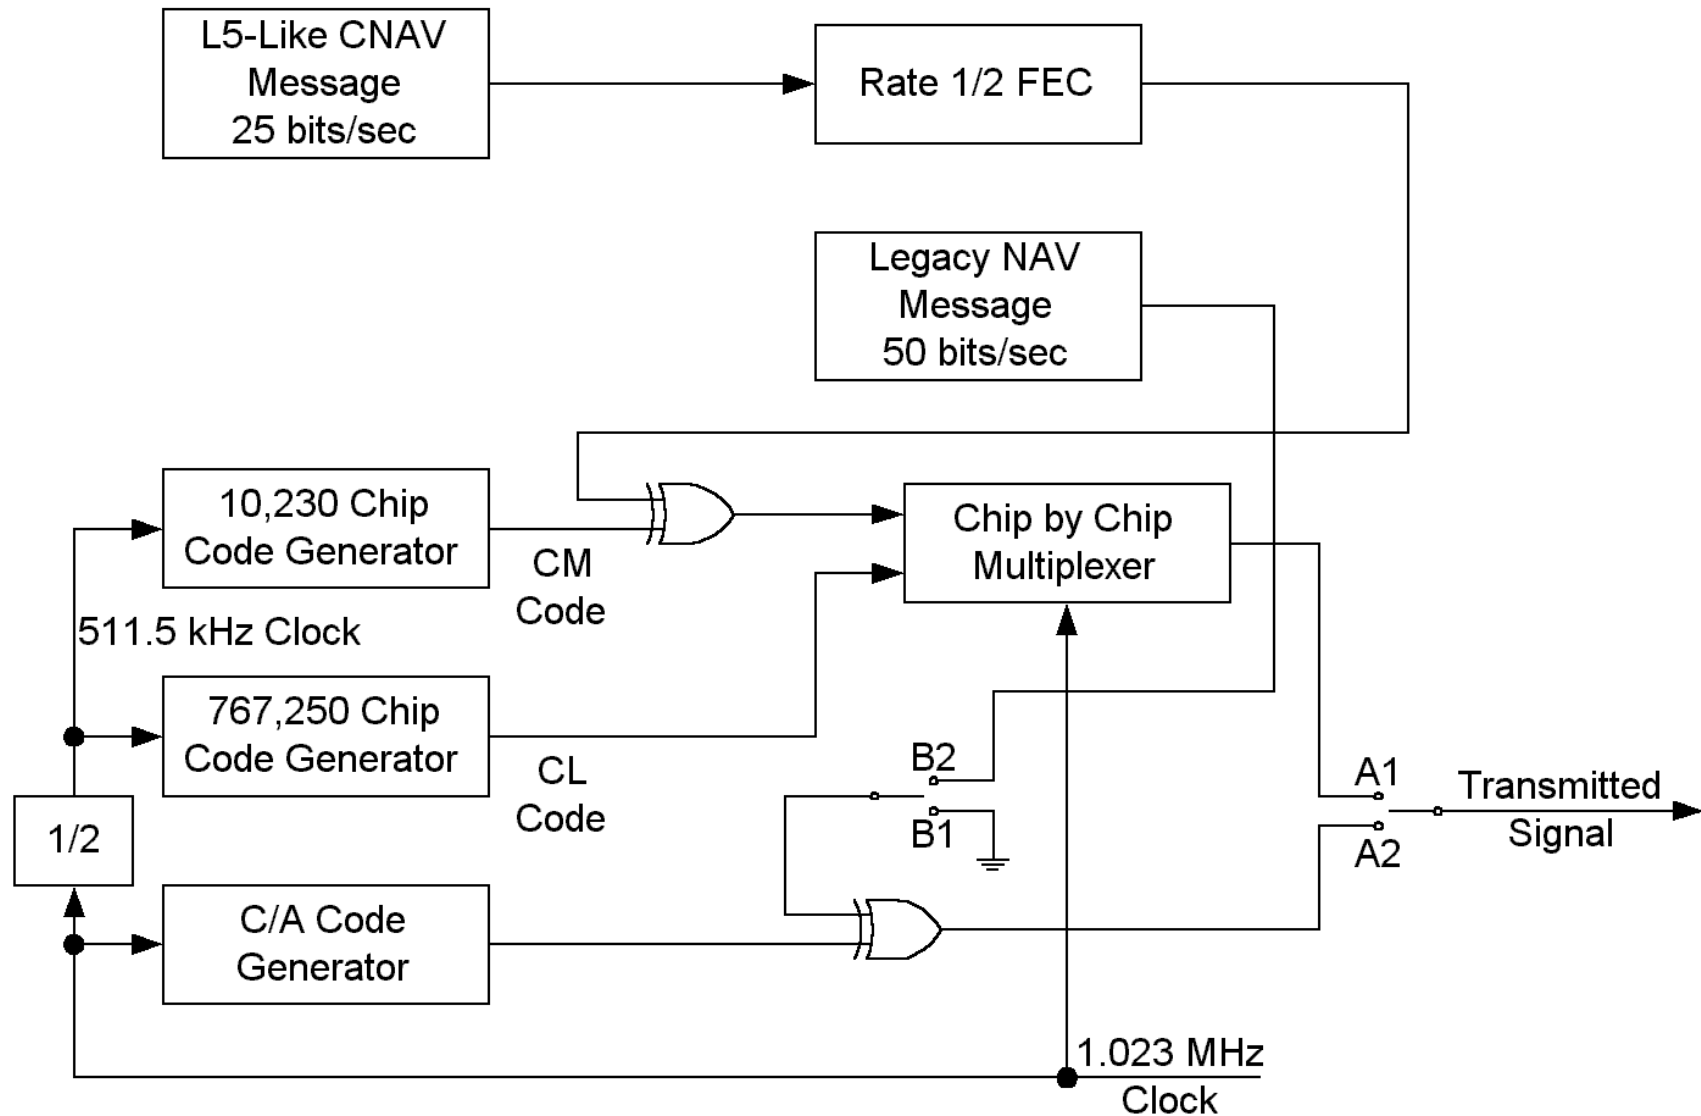 L5-Like CNAV
Message
25 bits/sec
Rate 1/2 FEC
Legacy NAV
Message
50 bits/sec
10,230 Chip
Code Generator
CM
Code
Chip by Chip
Multiplexer
511.5 kHz Clock
767,250 Chip
Code Generator
CL
Code
B2
B1
A1
A2
Transmitted
Signal
1/2
C/A Code
Generator
1.023 MHz
Clock